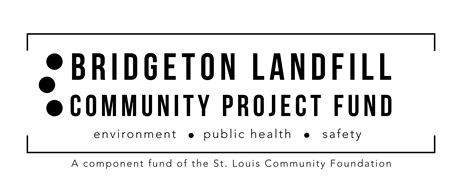 BRIDGETON LANDFILL
COMMUNITY PROJECT FUND
environment • public health • safety
A component fund of the St. Louis Community Foundation